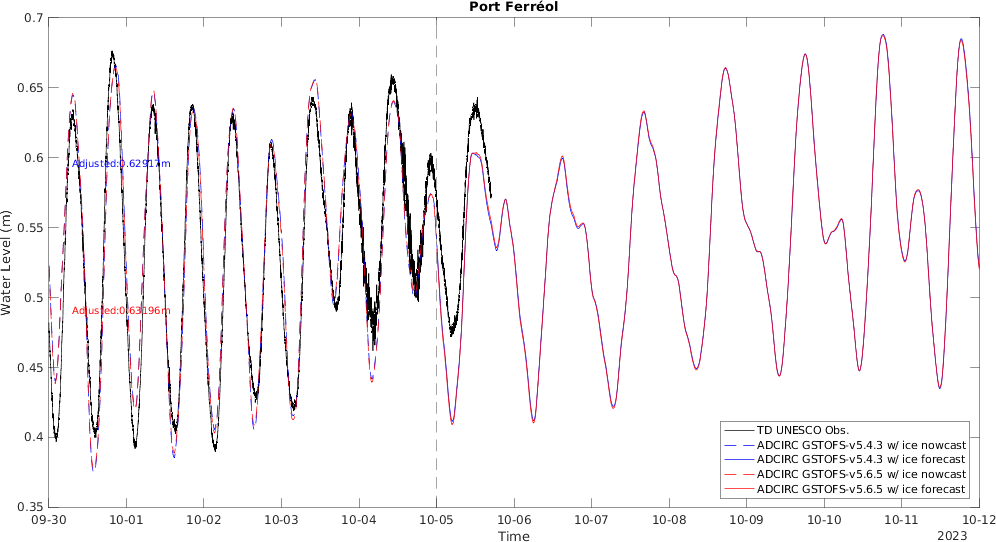 Port Ferréol
0.7
0.65
0.6
0.55
0.5
0.45
0.4
0.35
Water Level (m)
Adjusted:0.62917m
Adjusted:0.63196m
TD UNESCO Obs.
ADCIRC GSTOFS-v5.4.3 w/ ice nowcast
ADCIRC GSTOFS-v5.4.3 w/ ice forecast
ADCIRC GSTOFS-v5.6.5 w/ ice nowcast
ADCIRC GSTOFS-v5.6.5 w/ ice forecast
09-30 10-01 10-02 10-03 10-04 10-05 10-06 10-07 10-08 10-09 10-10 10-11 10-12
Time
2023